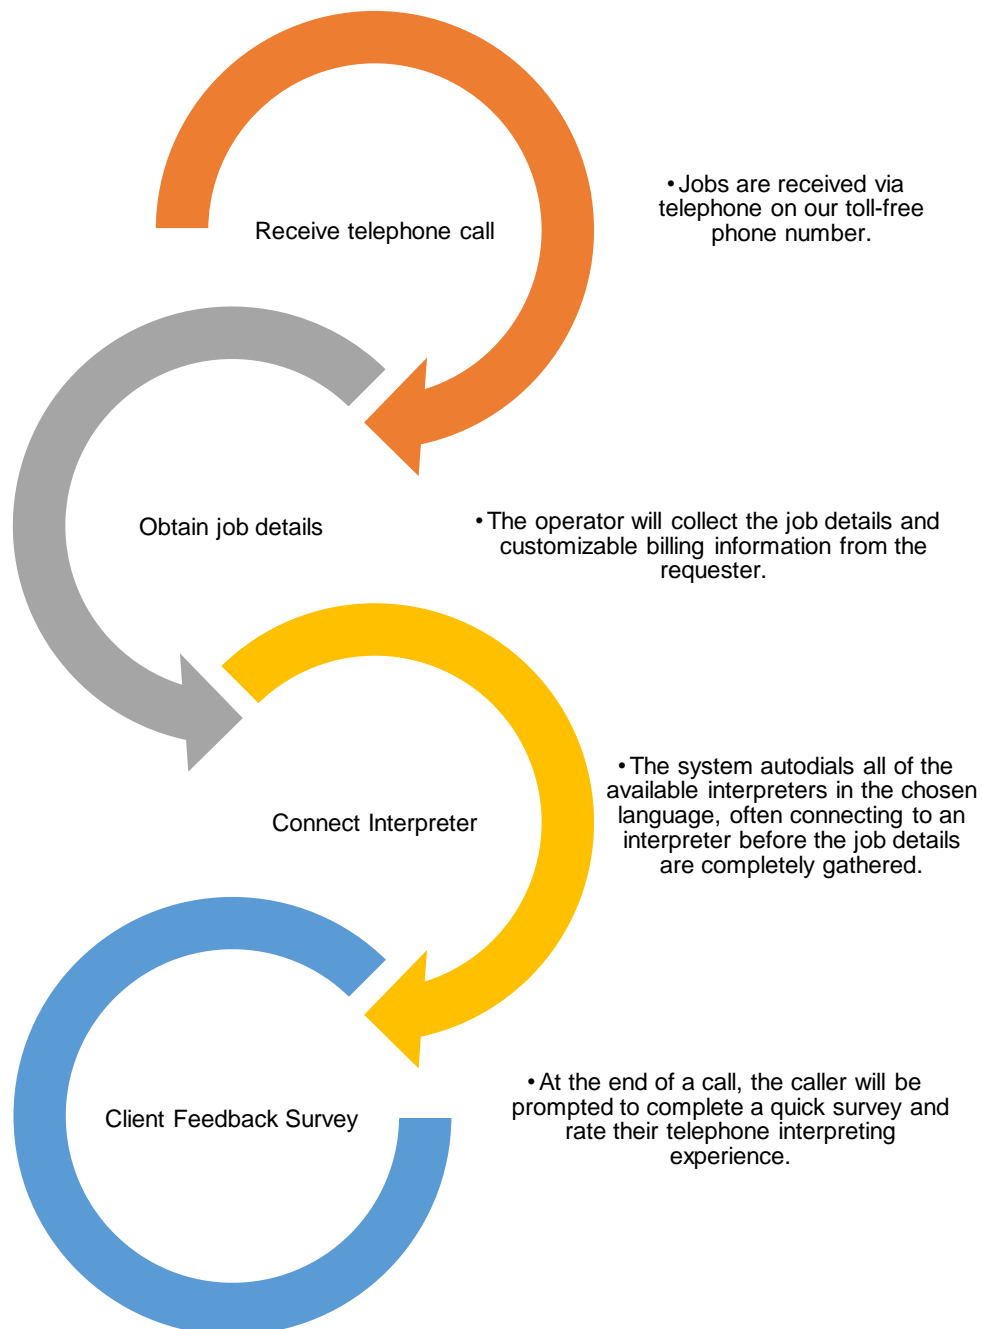 Receive telephone call
•Jobs are received via
telephone on our toll-free
phone number.
Obtain job details
•The operator will collect the job details and
customizable billing information from the
requester.
Connect Interpreter
•The system autodials all of the
available interpreters in the chosen
language, often connecting to an
interpreter before the job details
are completely gathered.
Client Feedback Survey
•At the end of a call, the caller will be
prompted to complete a quick survey and
rate their telephone interpreting
experience.